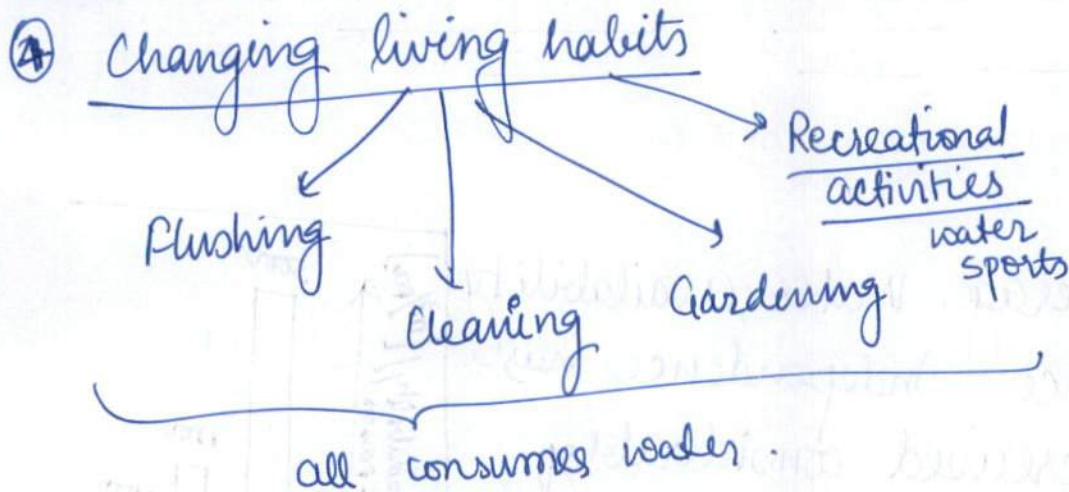 ④ Changing living habits
Recreational
activities
water
sports
Flushing
Cleaning
Gardening
all consumes water.